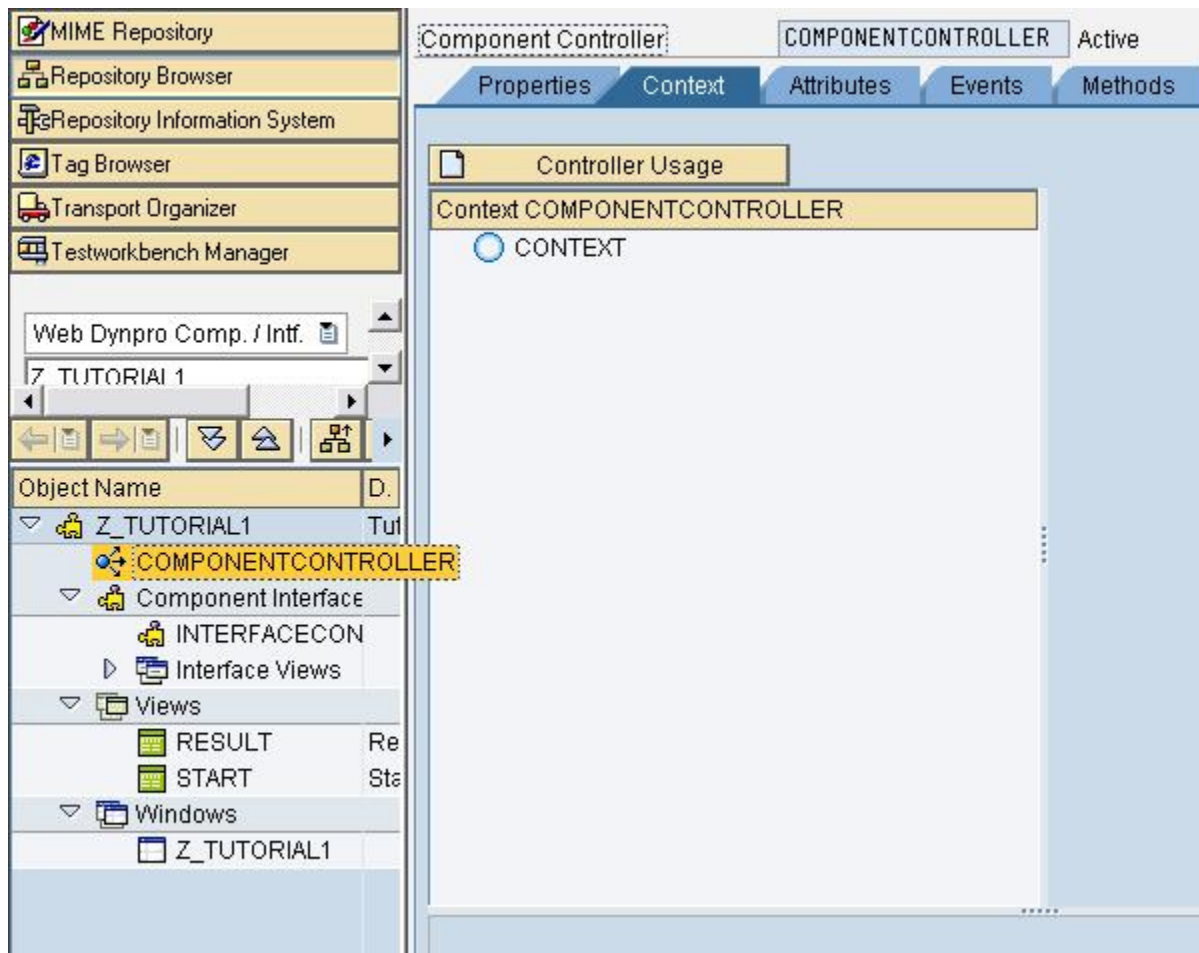 MIME Repository
Repository Browser
Repository Information System
Tag Browser
Transport Organizer
Testworkbench Manager
Web Dynpro Comp. / Intf.
Z_TUTORIAL1
Object Name D.
Z_TUTORIAL1 Tut
COMPONENTCONTROLLER
Component Interface
INTERFACECON
Interface Views
Views
RESULT Re
START Sta
Windows
Z_TUTORIAL1
Component Controller COMPONENTCONTROLLER Active
Properties Context Attributes Events Methods
Controller Usage
Context COMPONENTCONTROLLER
CONTEXT